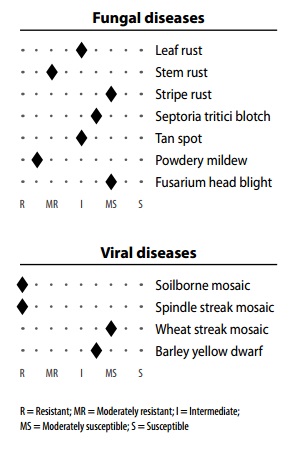 Fungal diseases
Leaf rust
Stem rust
Stripe rust
Septoria tritici blotch
Tan spot
Powdery mildew
Fusarium head blight
R MR I MS S
Viral diseases
Soilborne mosaic
Spindle streak mosaic
Wheat streak mosaic
Barley yellow dwarf
R MR I MS S
R = Resistant; MR = Moderately resistant; I = Intermediate;
MS = Moderately susceptible; S = Susceptible